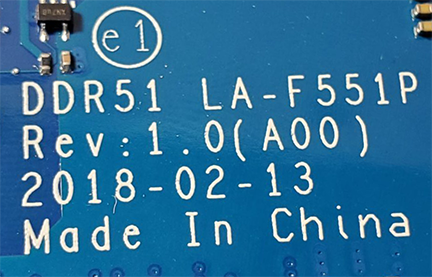 e1
DDR51 LA-F551P
Rev:1.0(A00)
2018-02-13
Made In China